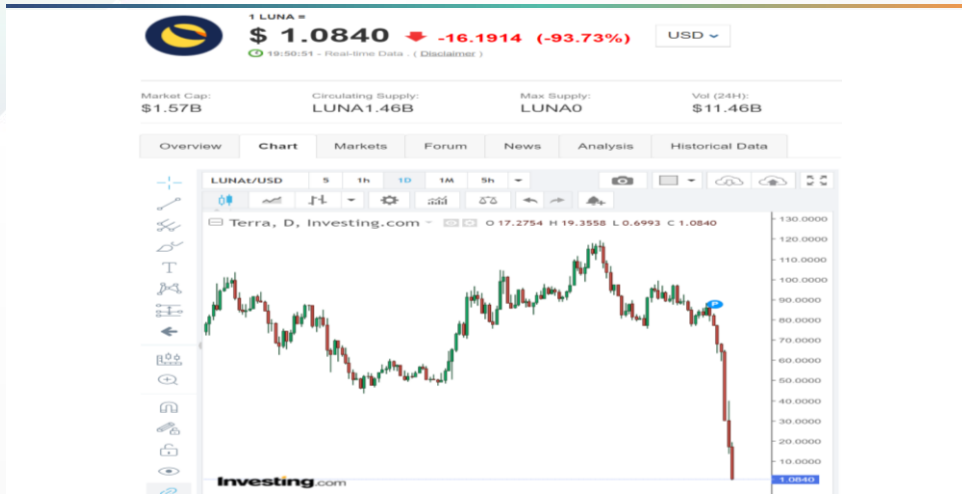 1 LUNA =
$ 1.0840 -16.1914 (-93.73%) USD
19:50:51 - Real-time Data . ( Disclaimer )
Market Cap: Circulating Supply: Max Supply: Vol (24H):
$1.57B LUNA1.46B LUNA0 $11.46B
Overview Chart Markets Forum News Analysis Historical Data
LUNAt/USD 5 1h 1D 1M 5h
Terra, D, Investing.com O 17.2754 H 19.3558 L 0.6993 C 1.0840
130.0000
120.0000
110.0000
100.0000
90.0000
P
80.0000
70.0000
60.0000
50.0000
40.0000
30.0000
20.0000
10.0000
Investing.com 1.0840